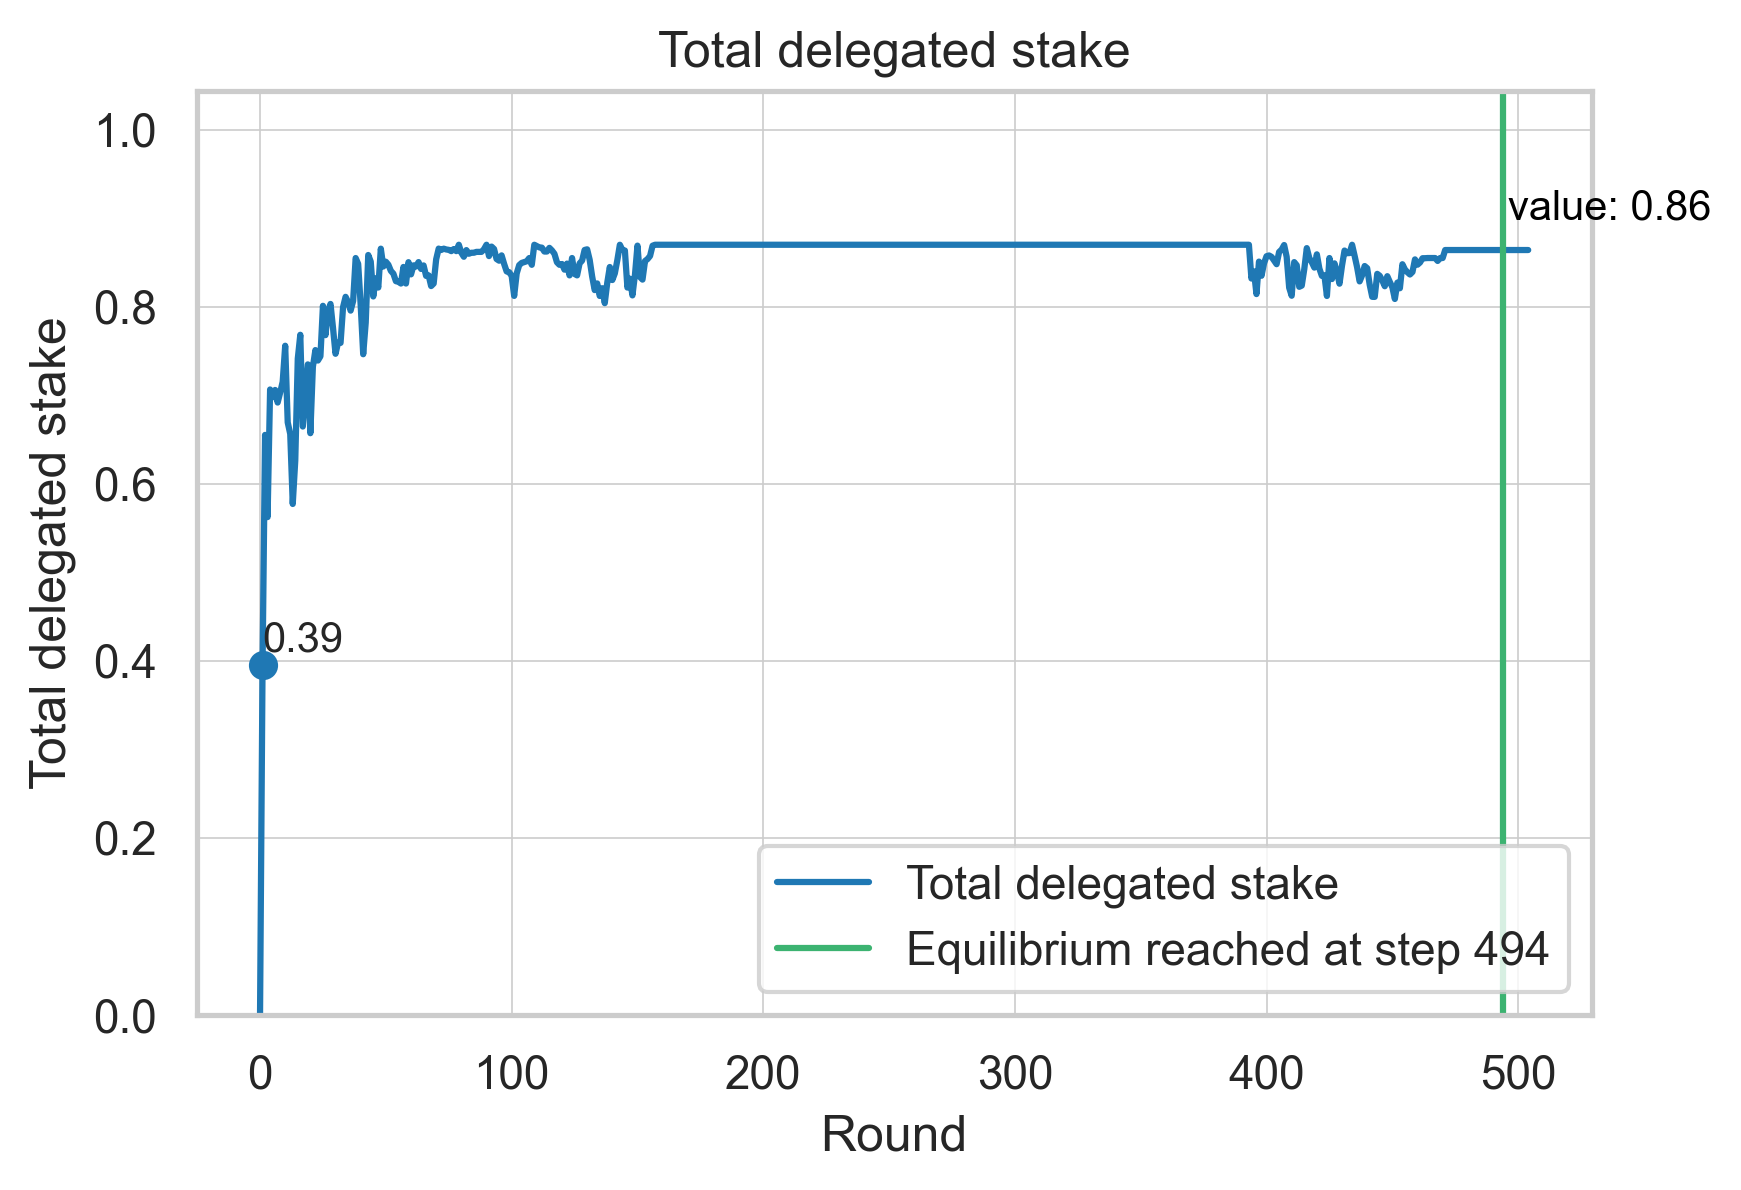 Total delegated stake
1.0
0.8
0.6
0.4
0.2
0.0
Total delegated stake
value: 0.86
0.39
Total delegated stake
Equilibrium reached at step 494
0 100 200 300 400 500
Round